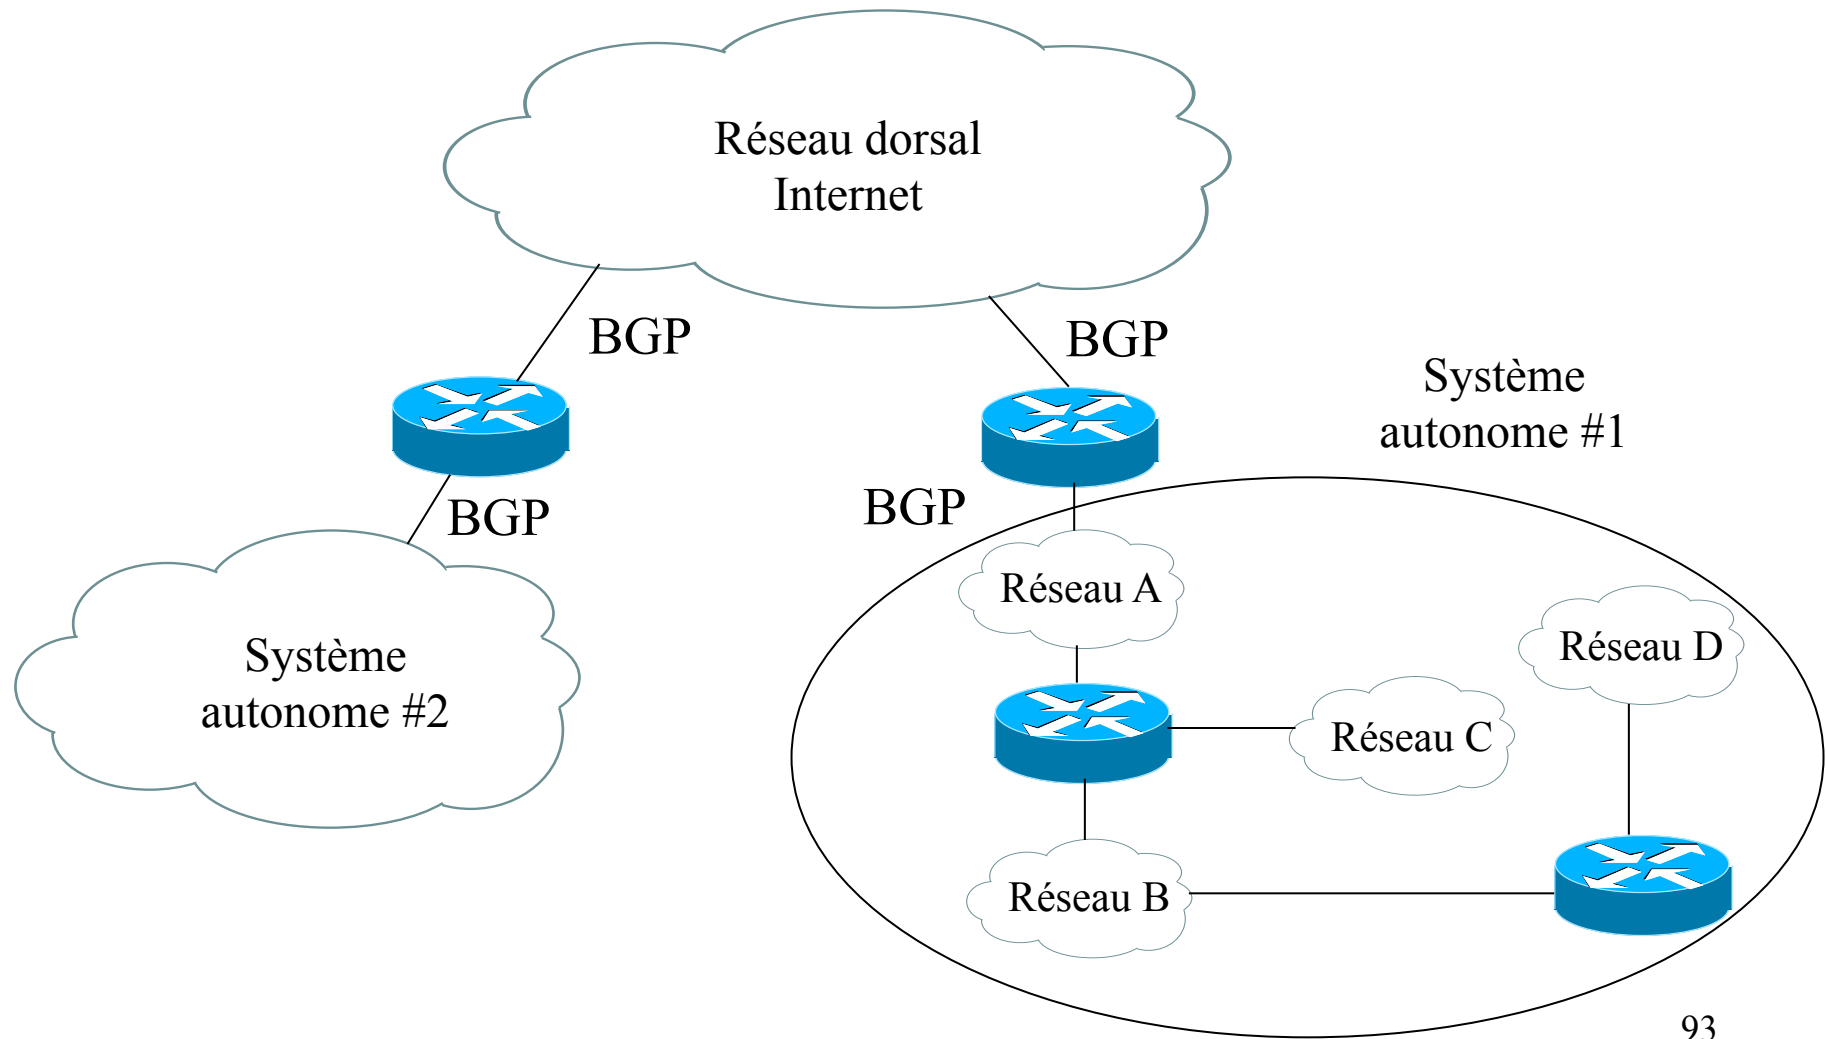 Réseau dorsal
Internet
BGP
BGP
Système
autonome #1
BGP
BGP
Réseau A
Réseau D
Système
autonome #2
Réseau C
Réseau B
93